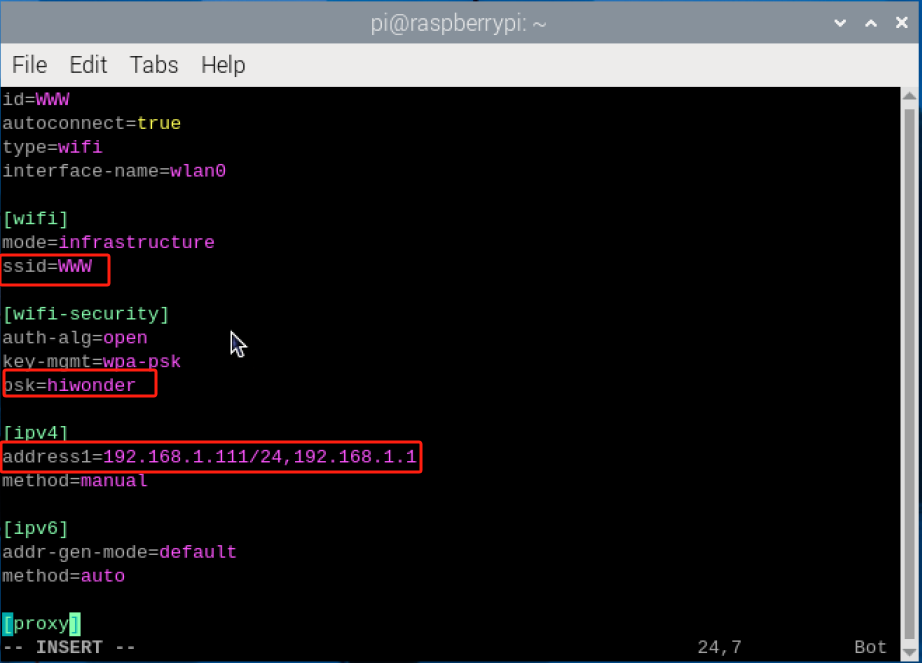 pi@raspberrypi: ~
File Edit Tabs Help
id=WWW
autoconnect=true
type=wifi
interface-name=wlan0
[wifi]
mode=infrastructure
ssid=WWW
[wifi-security]
auth-alg=open
key-mgmt=wpa-psk
psk=hiwonder
[ipv4]
address1=192.168.1.111/24,192.168.1.1
method=manual
[ipv6]
addr-gen-mode=default
method=auto
[proxy]
-- INSERT -- 24,7 Bot